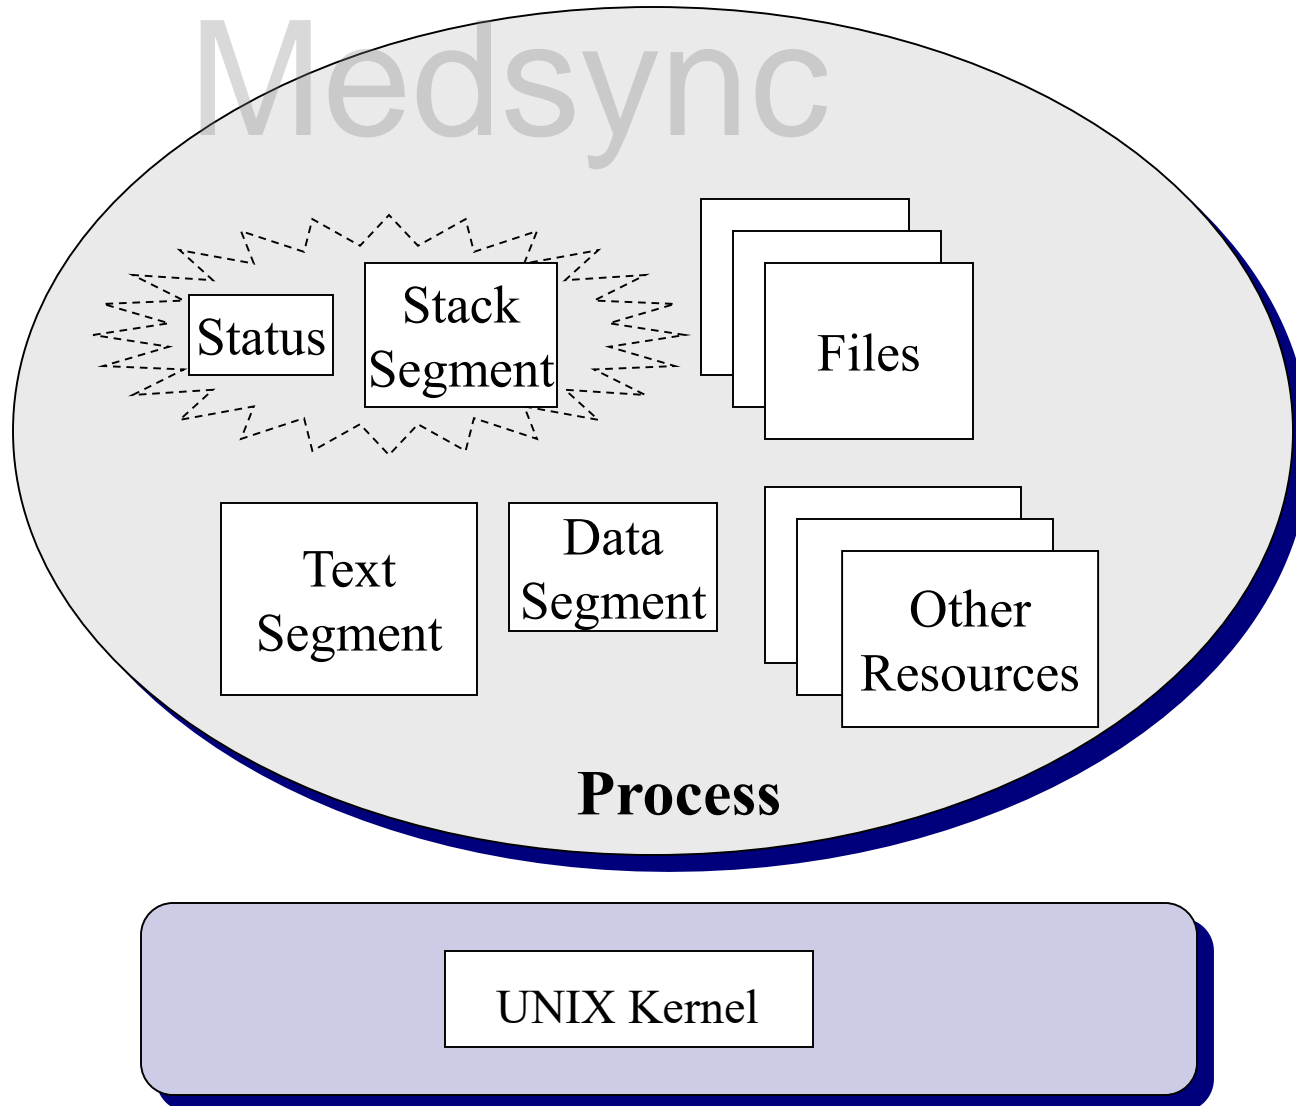 Medsync
Status
Stack
Segment
Files
Text
Segment
Data
Segment
Other
Resources
Process
UNIX Kernel